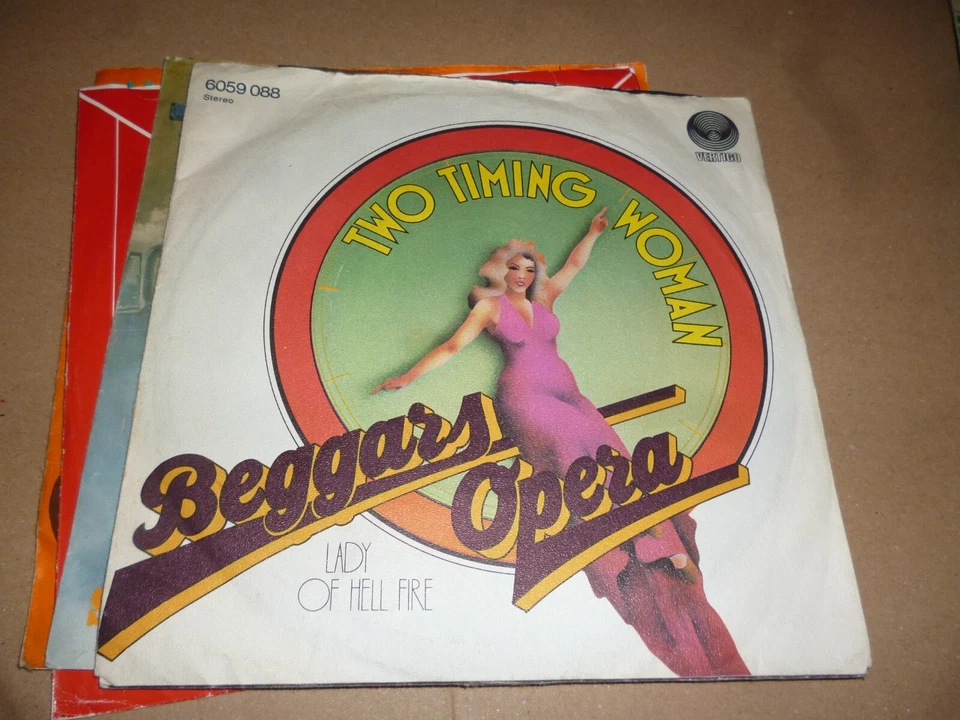 6059 088
Stereo
VERTIGO
TWO TIMING WOMAN
Beggars
Opera
LADY
OF HELL FIRE